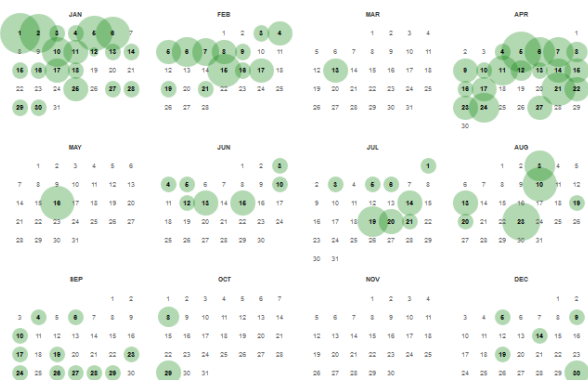 JAN FEB MAR APR
1 2 3 4 5 6 7 1 2 3 4 1 2 3 4 1
8 9 10 11 12 13 14 5 6 7 8 9 10 11 5 6 7 8 9 10 11 2 3 4 5 6 7 8
15 16 17 18 19 20 21 12 13 14 15 16 17 18 12 13 14 15 16 17 18 9 10 11 12 13 14 15
22 23 24 25 26 27 28 19 20 21 22 23 24 25 19 20 21 22 23 24 25 16 17 18 19 20 21 22
29 30 31 26 27 28 26 27 28 29 30 31 23 24 25 26 27 28 29
30
MAY JUN JUL AUG
1 2 3 4 5 6 1 2 3 1 1 2 3 4 5
7 8 9 10 11 12 13 4 5 6 7 8 9 10 2 3 4 5 6 7 8 6 7 8 9 10 11 12
14 15 16 17 18 19 20 11 12 13 14 15 16 17 9 10 11 12 13 14 15 13 14 15 16 17 18 19
21 22 23 24 25 26 27 18 19 20 21 22 23 24 16 17 18 19 20 21 22 20 21 22 23 24 25 26
28 29 30 31 25 26 27 28 29 30 23 24 25 26 27 28 29 27 28 29 30 31
30 31
SEP OCT NOV DEC
1 2 1 2 3 4 5 6 7 1 2 3 4 1 2
3 4 5 6 7 8 9 8 9 10 11 12 13 14 5 6 7 8 9 10 11 3 4 5 6 7 8 9
10 11 12 13 14 15 16 15 16 17 18 19 20 21 12 13 14 15 16 17 18 10 11 12 13 14 15 16
17 18 19 20 21 22 23 22 23 24 25 26 27 28 19 20 21 22 23 24 25 17 18 19 20 21 22 23
24 25 26 27 28 29 30 29 30 31 26 27 28 29 30 24 25 26 27 28 29 30